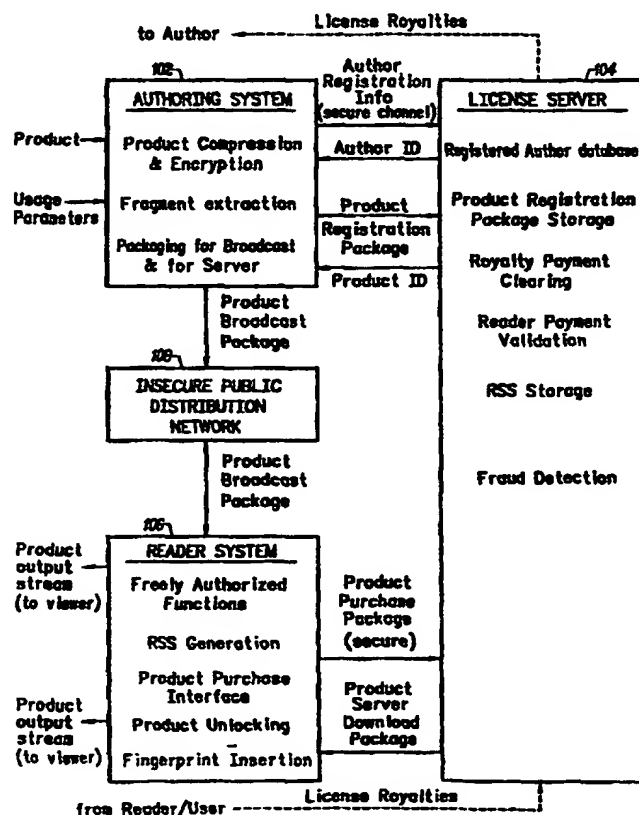 License Royalties
to Author
102
AUTHORING SYSTEM
Product Compression
& Encryption
Fragment extraction
Packaging for Broadcast
& for Server
Product
Usage
Parameters
Author
Registration
Info
(secure channel)
Author ID
Product
Registration
Package
Product ID
104
LICENSE SERVER
Registered Author database
Product Registration
Package Storage
Royalty Payment
Clearing
Reader Payment
Validation
RSS Storage
Fraud Detection
Product
Broadcast
Package
108
INSECURE PUBLIC
DISTRIBUTION
NETWORK
Product
Broadcast
Package
106
READER SYSTEM
Freely Authorized
Functions
RSS Generation
Product Purchase
Interface
Product Unlocking
Fingerprint Insertion
Product
output
stream
(to viewer)
Product
output
stream
(to viewer)
Product
Purchase
Package
(secure)
Product
Server
Download
Package
License Royalties
from Reader/User